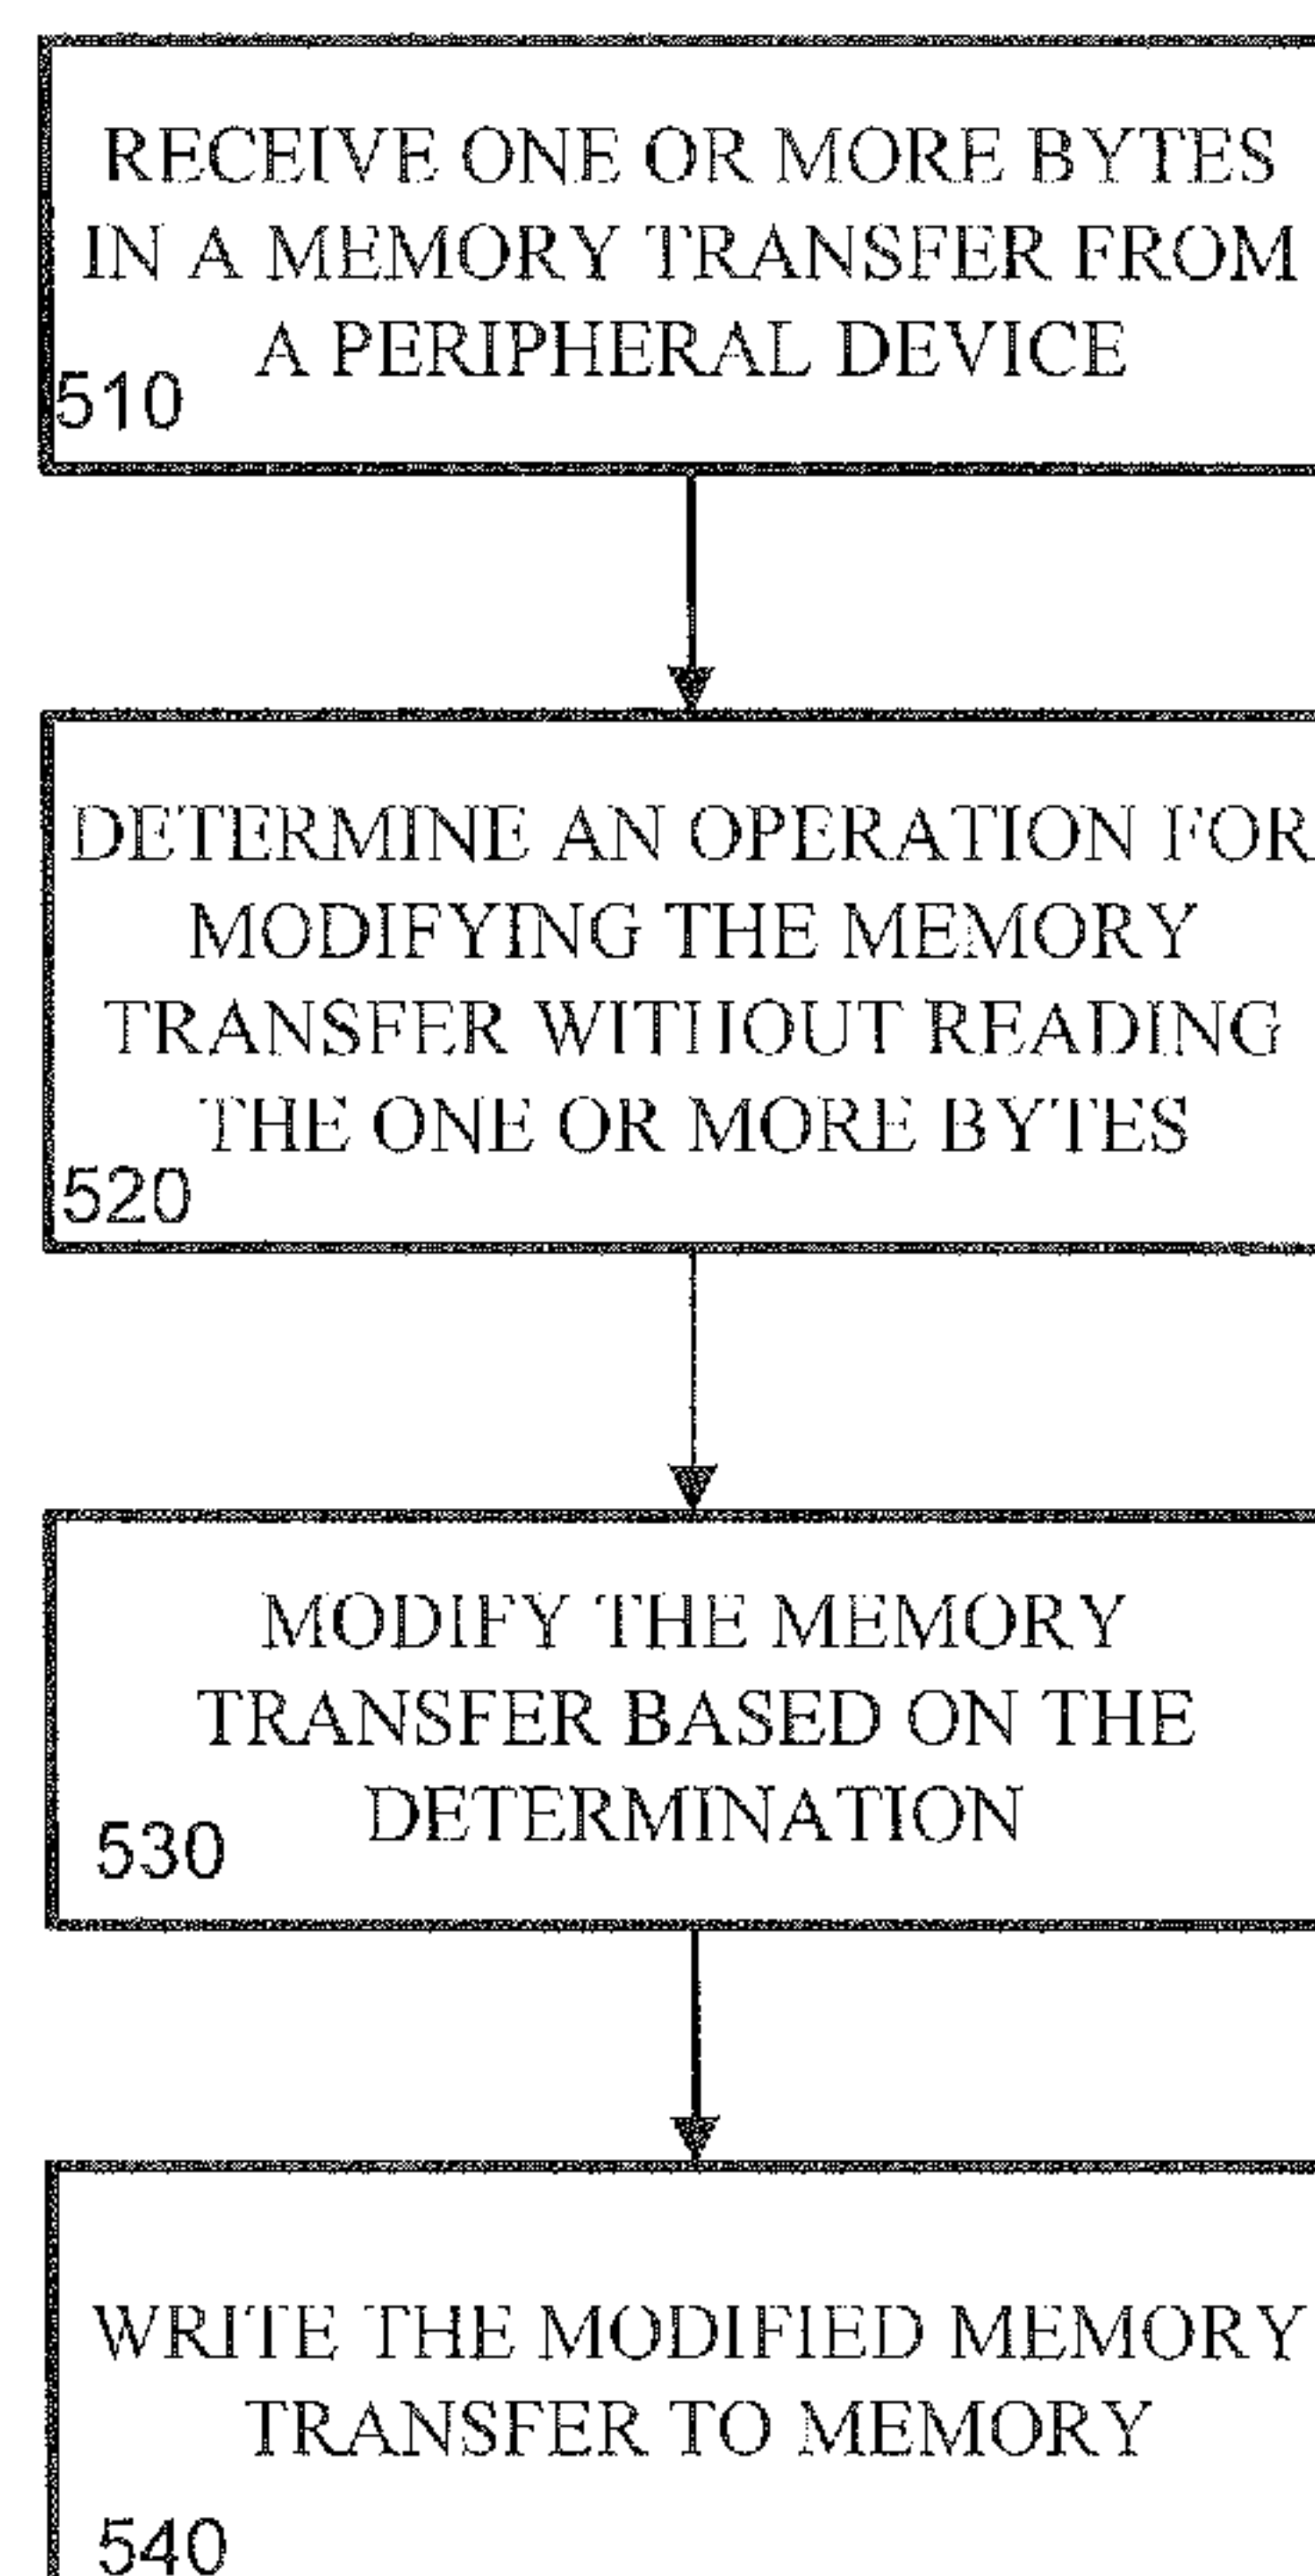 RECEIVE ONE OR MORE BYTES
IN A MEMORY TRANSFER FROM
A PERIPHERAL DEVICE
510
DETERMINE AN OPERATION FOR
MODIFYING THE MEMORY
TRANSFER WITHOUT READING
THE ONE OR MORE BYTES
520
MODIFY THE MEMORY
TRANSFER BASED ON THE
DETERMINATION
530
WRITE THE MODIFIED MEMORY
TRANSFER TO MEMORY
540